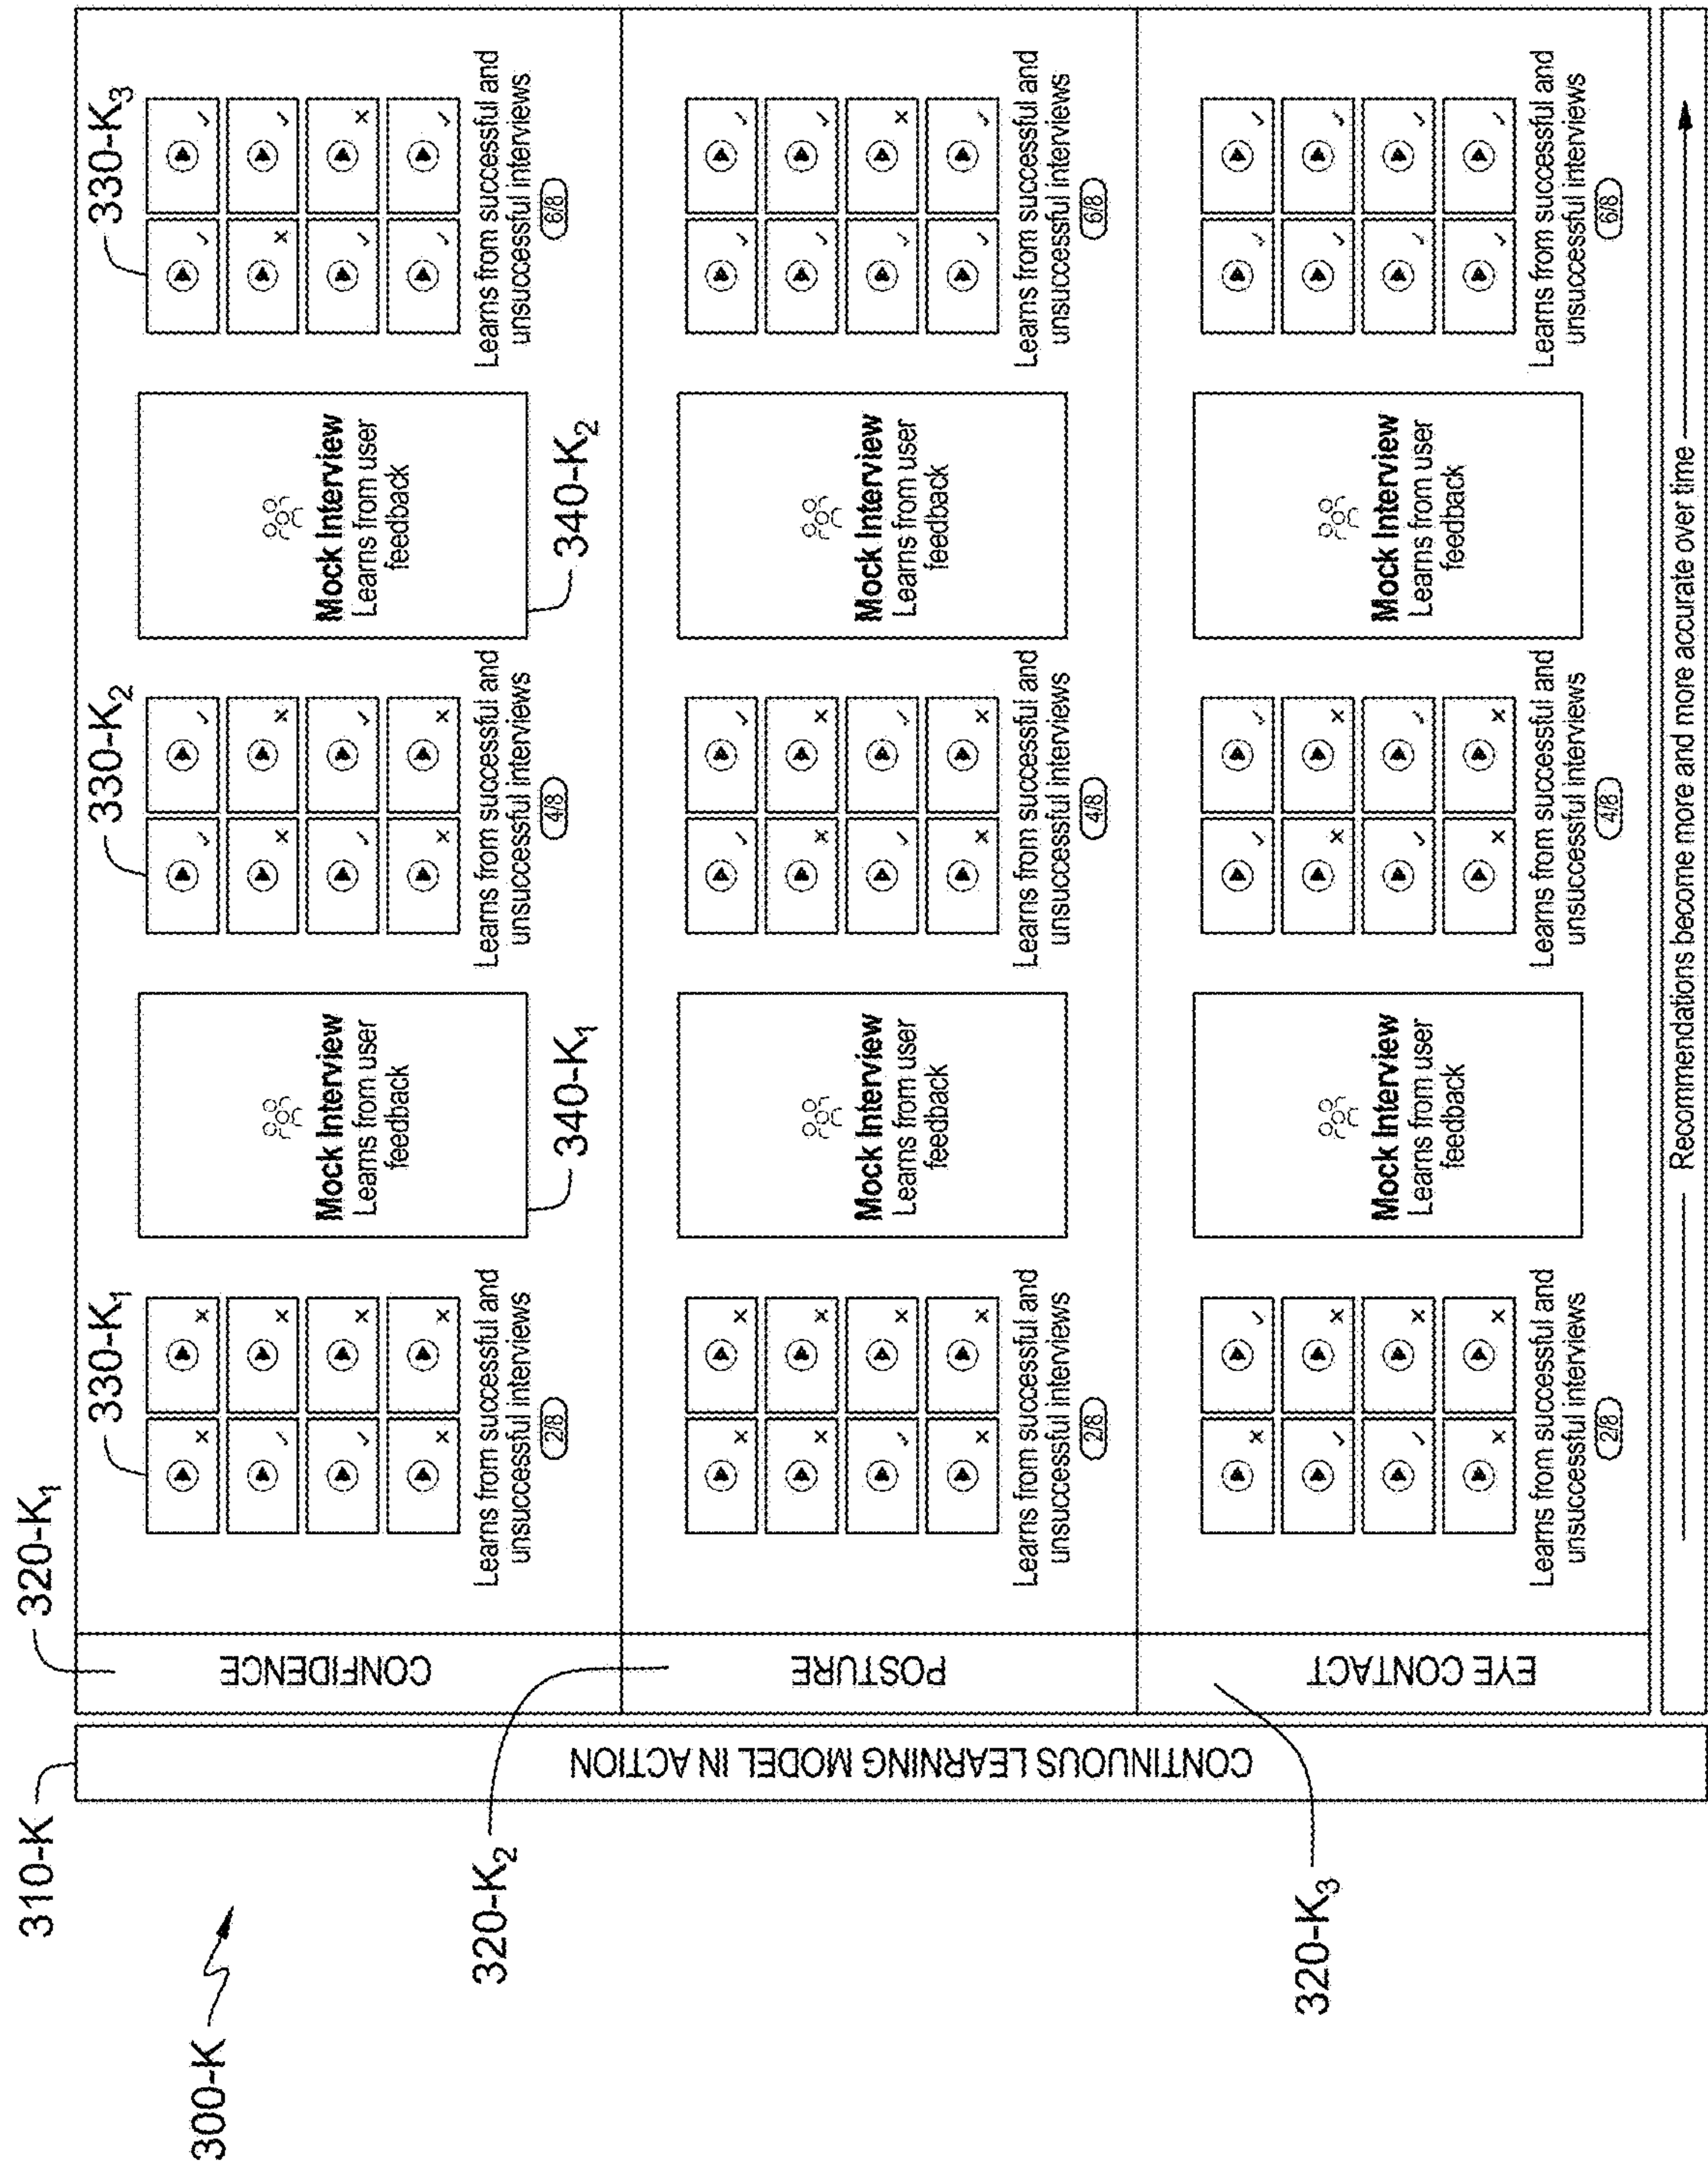 300-K
310-K
CONTINUOUS LEARNING MODEL IN ACTION
320-K1
CONFIDENCE
330-K1
✗ ✗
✓ ✗
✓ ✗
✗ ✗
Learns from successful and
unsuccessful interviews
2/8
Mock Interview
Learns from user
feedback
340-K1
330-K2
✓ ✓
✗ ✗
✓ ✓
✗ ✗
Learns from successful and
unsuccessful interviews
4/8
Mock Interview
Learns from user
feedback
340-K2
330-K3
✓ ✓
✗ ✓
✓ ✗
✓ ✓
Learns from successful and
unsuccessful interviews
6/8
320-K2
POSTURE
✗ ✗
✗ ✗
✓ ✗
✗ ✗
Learns from successful and
unsuccessful interviews
2/8
Mock Interview
Learns from user
feedback
✓ ✓
✗ ✗
✓ ✓
✗ ✗
Learns from successful and
unsuccessful interviews
4/8
Mock Interview
Learns from user
feedback
✓ ✓
✓ ✓
✓ ✗
✓ ✓
Learns from successful and
unsuccessful interviews
6/8
320-K3
EYE CONTACT
✗ ✓
✓ ✗
✓ ✗
✗ ✗
Learns from successful and
unsuccessful interviews
2/8
Mock Interview
Learns from user
feedback
✓ ✓
✗ ✗
✓ ✓
✗ ✗
Learns from successful and
unsuccessful interviews
4/8
Mock Interview
Learns from user
feedback
✓ ✓
✓ ✓
✓ ✓
✓ ✓
Learns from successful and
unsuccessful interviews
6/8
Recommendations become more and more accurate over time